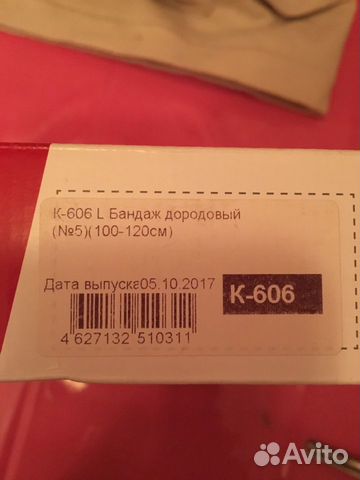 К-606 L Бандаж дородовый
(№5)(100-120см)
Дата выпуска05.10.2017
К-606
4 627132 510311
Avito